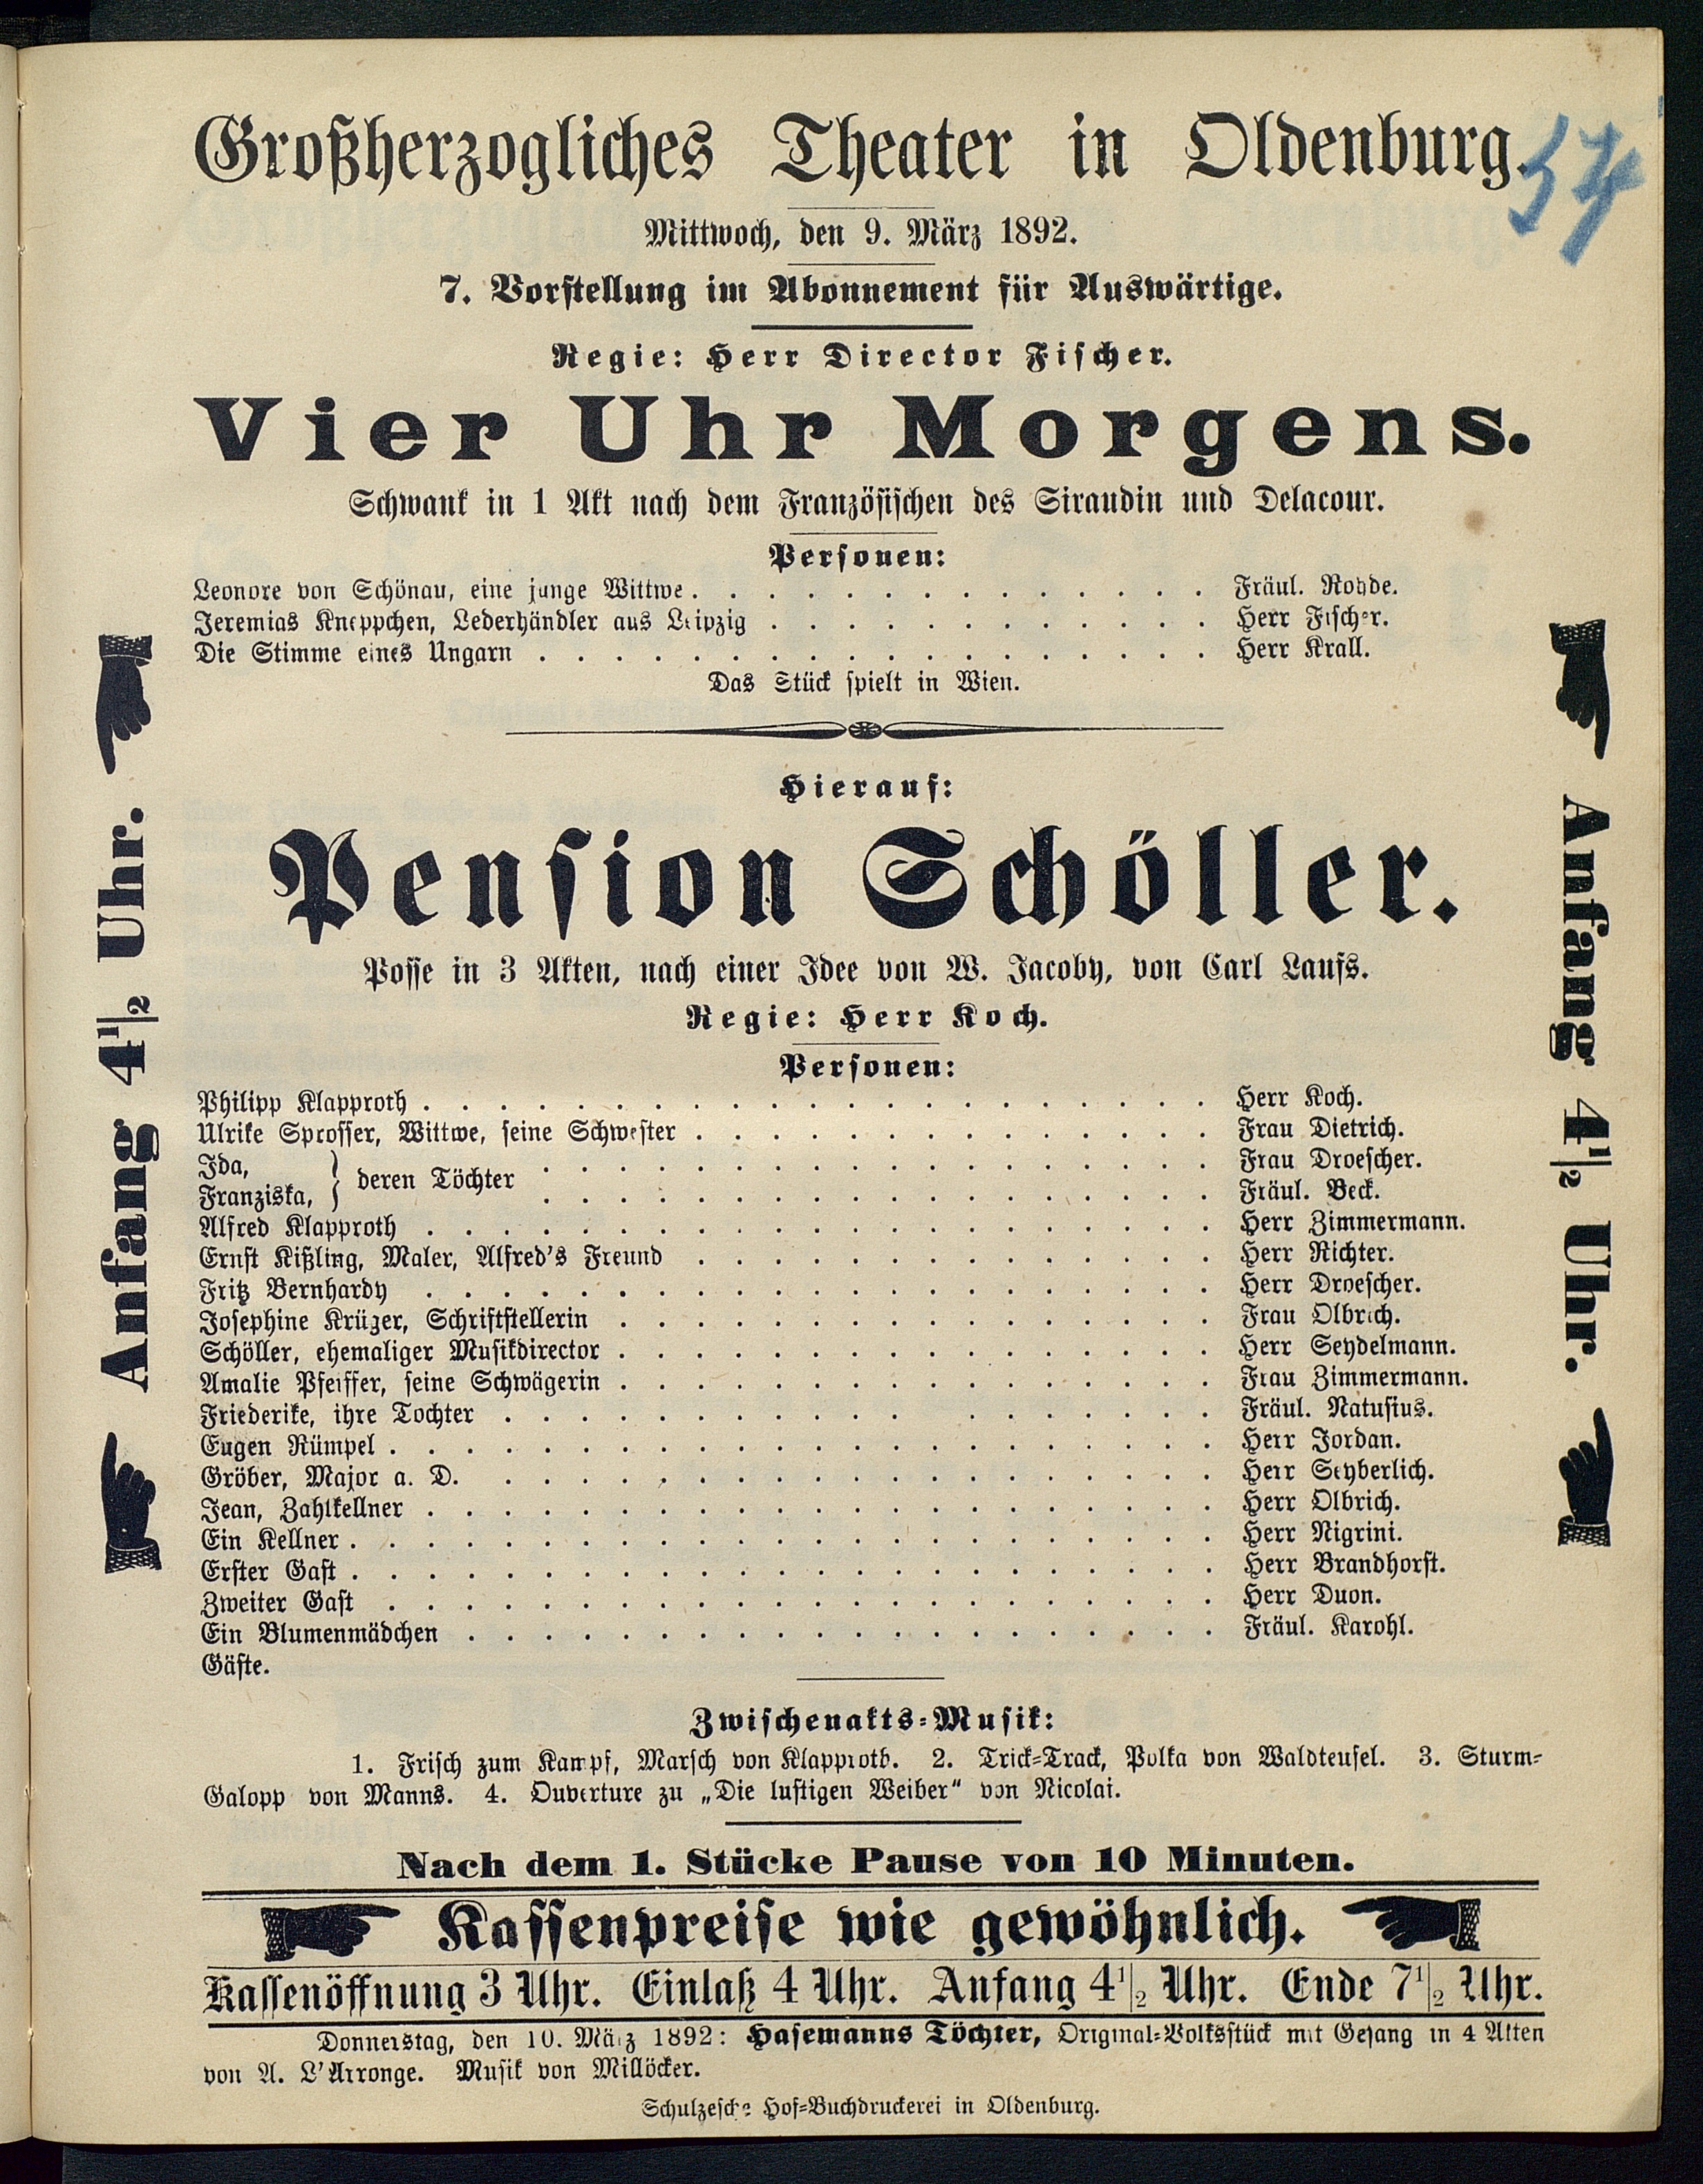 Großherzogliches Theater in Oldenburg.
54
Mittwoch, den 9. März 1892.
7. Vorstellung im Abonnement für Auswärtige.
Regie: Herr Director Fischer.
Vier Uhr Morgens.
Schwank in 1 Akt nach dem Französischen des Siraudin und Delacour.
Personen:
Leonore von Schönau, eine junge Wittwe . . . . . . . . . . . . . . Fräul. Rohde.
Jeremias Kneppchen, Lederhändler aus Leipzig . . . . . . . . . . . . Herr Fischer.
Die Stimme eines Ungarn . . . . . . . . . . . . . . . . . . Herr Krall.
Das Stück spielt in Wien.
Hierauf:
Pension Schöller.
Posse in 3 Akten, nach einer Idee von W. Jacoby, von Carl Laufs.
Regie: Herr Koch.
Personen:
Philipp Klapproth . . . . . . . . . . . . . . . . . . . . . Herr Koch.
Ulrike Sprosser, Wittwe, seine Schwester . . . . . . . . . . . . . . Frau Dietrich.
Ida, } deren Töchter . . . . . . . . . . . . . . . . . . Frau Droescher.
Franziska, . . . . . . . . . . . . . . . . . . Fräul. Beck.
Alfred Klapproth . . . . . . . . . . . . . . . . . . . . . Herr Zimmermann.
Ernst Kißling, Maler, Alfred's Freund . . . . . . . . . . . . . . Herr Richter.
Fritz Bernhardy . . . . . . . . . . . . . . . . . . . . . Herr Droescher.
Josephine Krüger, Schriftstellerin . . . . . . . . . . . . . . . . Frau Olbrich.
Schöller, ehemaliger Musikdirector . . . . . . . . . . . . . . . . Herr Seydelmann.
Amalie Pfeiffer, seine Schwägerin . . . . . . . . . . . . . . . . Frau Zimmermann.
Friederike, ihre Tochter . . . . . . . . . . . . . . . . . . . Fräul. Natusius.
Eugen Rümpel . . . . . . . . . . . . . . . . . . . . . . Herr Jordan.
Gröber, Major a. D. . . . . . . . . . . . . . . . . . . . Herr Seyberlich.
Jean, Zahlkellner . . . . . . . . . . . . . . . . . . . . . Herr Olbrich.
Ein Kellner . . . . . . . . . . . . . . . . . . . . . . . Herr Nigrini.
Erster Gast . . . . . . . . . . . . . . . . . . . . . . . Herr Brandhorst.
Zweiter Gast . . . . . . . . . . . . . . . . . . . . . . Herr Duon.
Ein Blumenmädchen . . . . . . . . . . . . . . . . . . . . Fräul. Karohl.
Gäste.
Zwischenakts-Musik:
1. Frisch zum Kampf, Marsch von Klapproth. 2. Trick-Track, Polka von Waldteufel. 3. Sturm-
Galopp von Manns. 4. Ouverture zu „Die lustigen Weiber“ von Nicolai.
Nach dem 1. Stücke Pause von 10 Minuten.
Kassenpreise wie gewöhnlich.
Kassenöffnung 3 Uhr. Einlaß 4 Uhr. Anfang 4 1/2 Uhr. Ende 7 1/2 Uhr.
Donnerstag, den 10. März 1892: Hasemanns Töchter, Original-Volksstück mit Gesang in 4 Akten
von A. L'Arronge. Musik von Millöcker.
Schulzesche Hof-Buchdruckerei in Oldenburg.
Anfang 4 1/2 Uhr.
Anfang 4 1/2 Uhr.